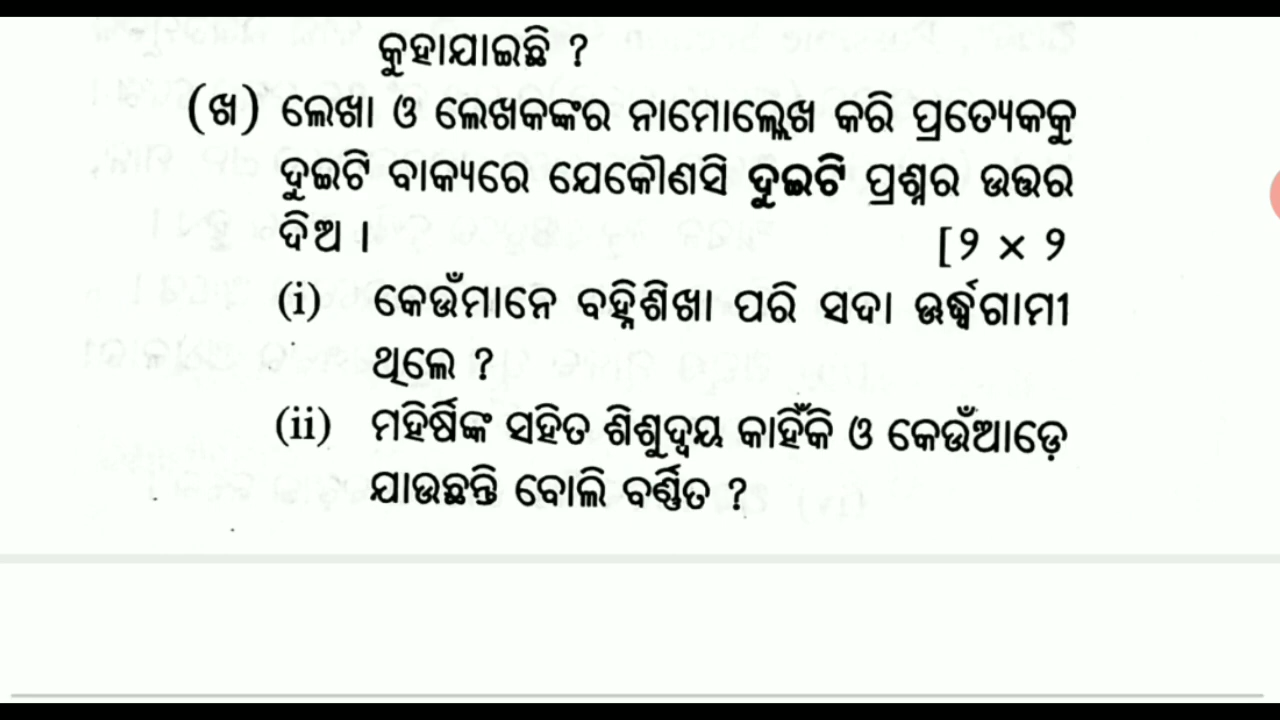 କୁହାଯାଇଛି ?
(ଖ) ଲେଖା ଓ ଲେଖକଙ୍କର ନାମୋଲ୍ଲେଖ କରି ପ୍ରତ୍ୟେକକୁ
ଦୁଇଟି ବାକ୍ୟରେ ଯେକୌଣସି ଦୁଇଟି ପ୍ରଶ୍ନର ଉତ୍ତର
ଦିଅ । [୨ × ୨
(i) କେଉଁମାନେ ବହ୍ନିଶିଖା ପରି ସଦା ଊର୍ଦ୍ଧ୍ୱଗାମୀ
ଥିଲେ ?
(ii) ମହିର୍ଷିଙ୍କ ସହିତ ଶିଶୁଦ୍ୱୟ କାହିଁକି ଓ କେଉଁଆଡ଼େ
ଯାଉଛନ୍ତି ବୋଲି ବର୍ଣ୍ଣିତ ?